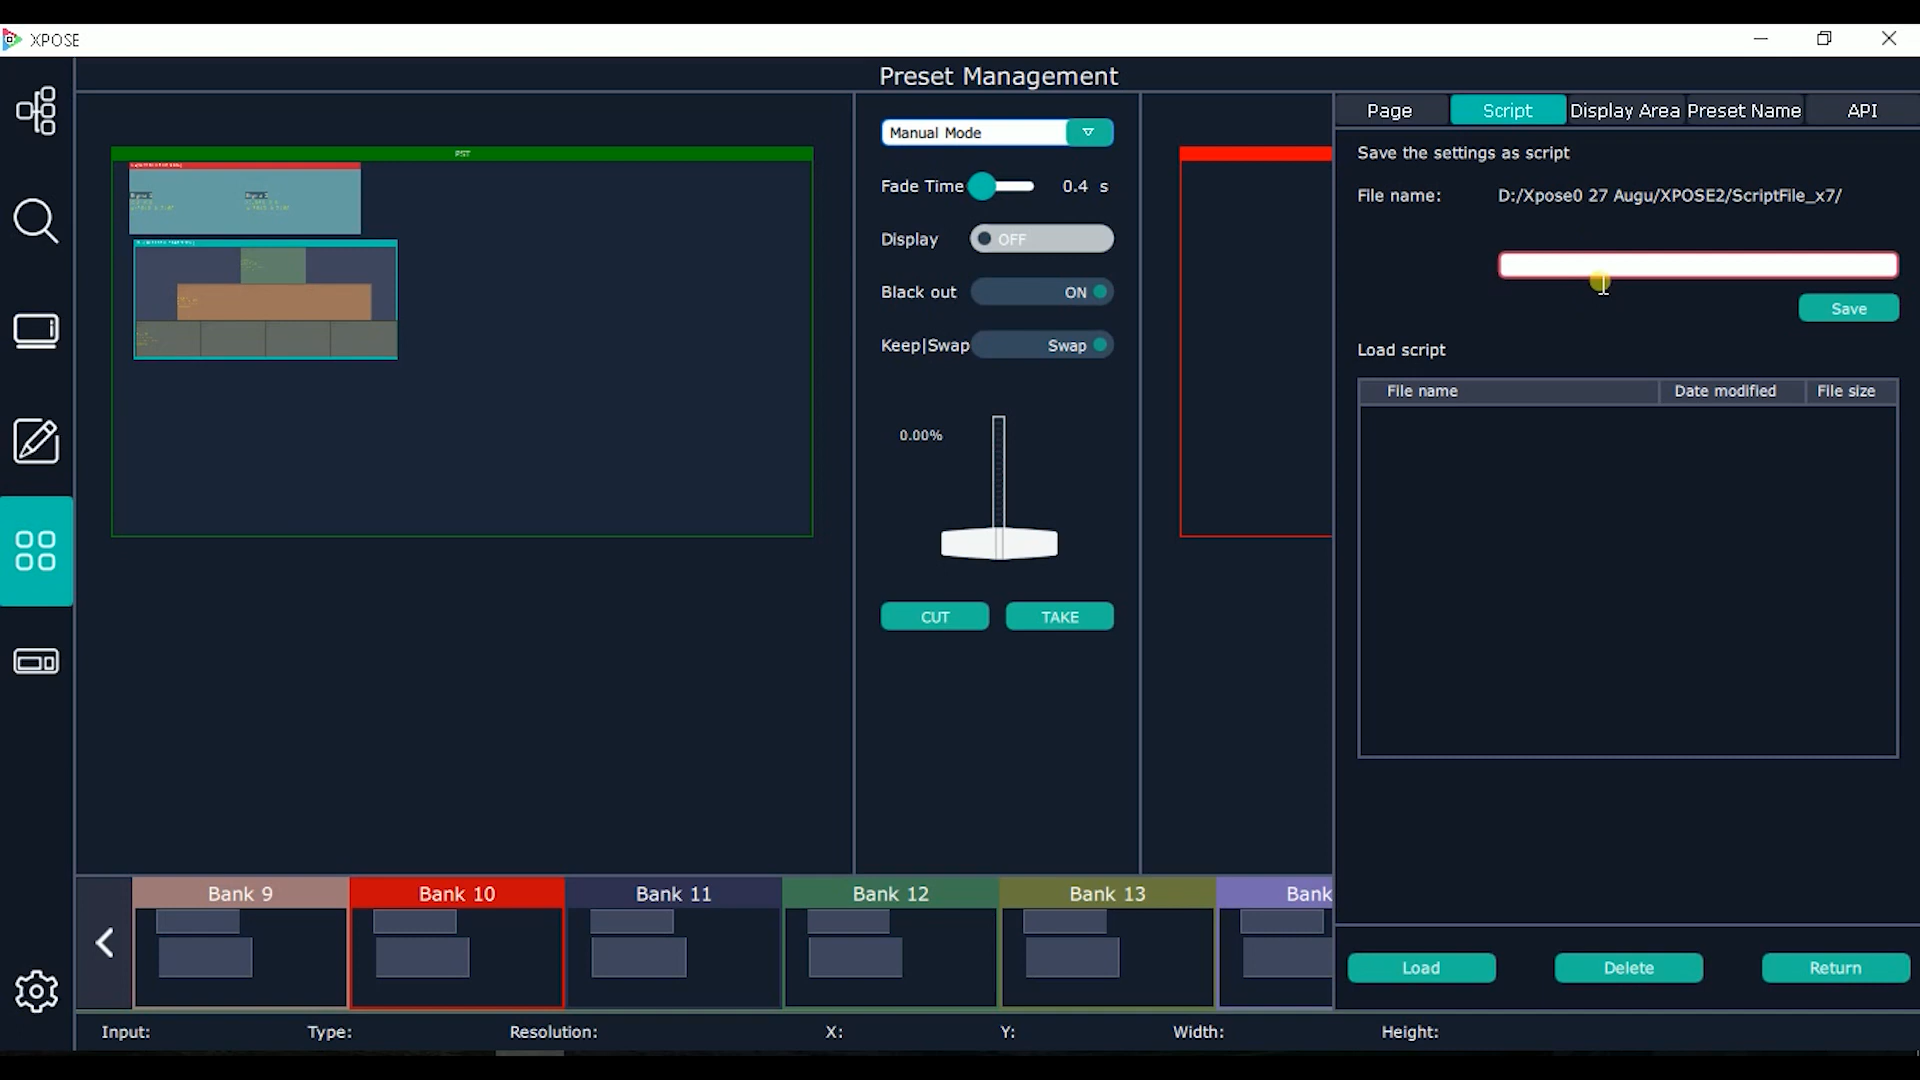 XPOSE
Preset Management
PST
Manual Mode
Fade Time 0.4 s
Display OFF
Black out ON
Keep|Swap Swap
0.00%
CUT TAKE
Page Script Display Area Preset Name API
Save the settings as script
File name: D:/Xpose0 27 Augu/XPOSE2/ScriptFile_x7/
Save
Load script
File name Date modified File size
Load Delete Return
Bank 9 Bank 10 Bank 11 Bank 12 Bank 13 Bank
Input: Type: Resolution: X: Y: Width: Height: